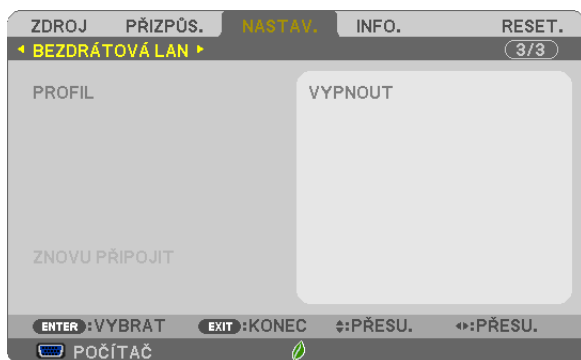 ZDROJ PŘIZPŮS. NASTAV. INFO. RESET.
BEZDRÁTOVÁ LAN 3/3
PROFIL VYPNOUT
ZNOVU PŘIPOJIT
ENTER:VYBRAT EXIT:KONEC :PŘESU. :PŘESU.
POČÍTAČ